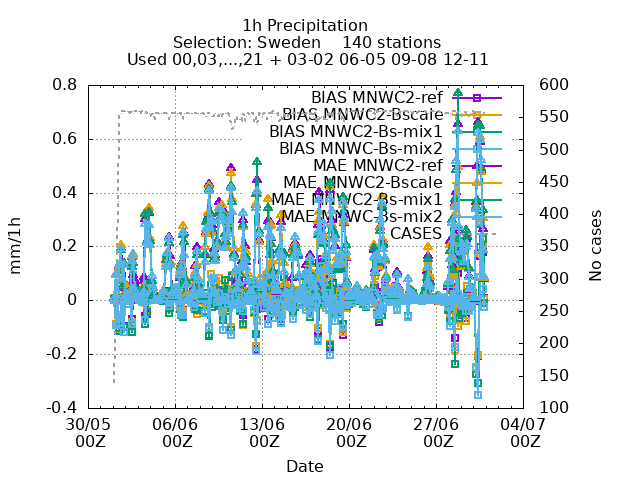 1h Precipitation
Selection: Sweden    140 stations
Used 00,03,...,21 + 03-02 06-05 09-08 12-11
BIAS MNWC2-ref
BIAS MNWC2-Bscale
BIAS MNWC2-Bs-mix1
BIAS MNWC-Bs-mix2
MAE MNWC2-ref
MAE MNWC2-Bscale
MAE MNWC2-Bs-mix1
MAE MNWC-Bs-mix2
CASES
0.8
0.6
0.4
0.2
0
-0.2
-0.4
mm/1h
600
550
500
450
400
350
300
250
200
150
100
No cases
30/05 06/06 13/06 20/06 27/06 04/07
00Z 00Z 00Z 00Z 00Z 00Z
Date